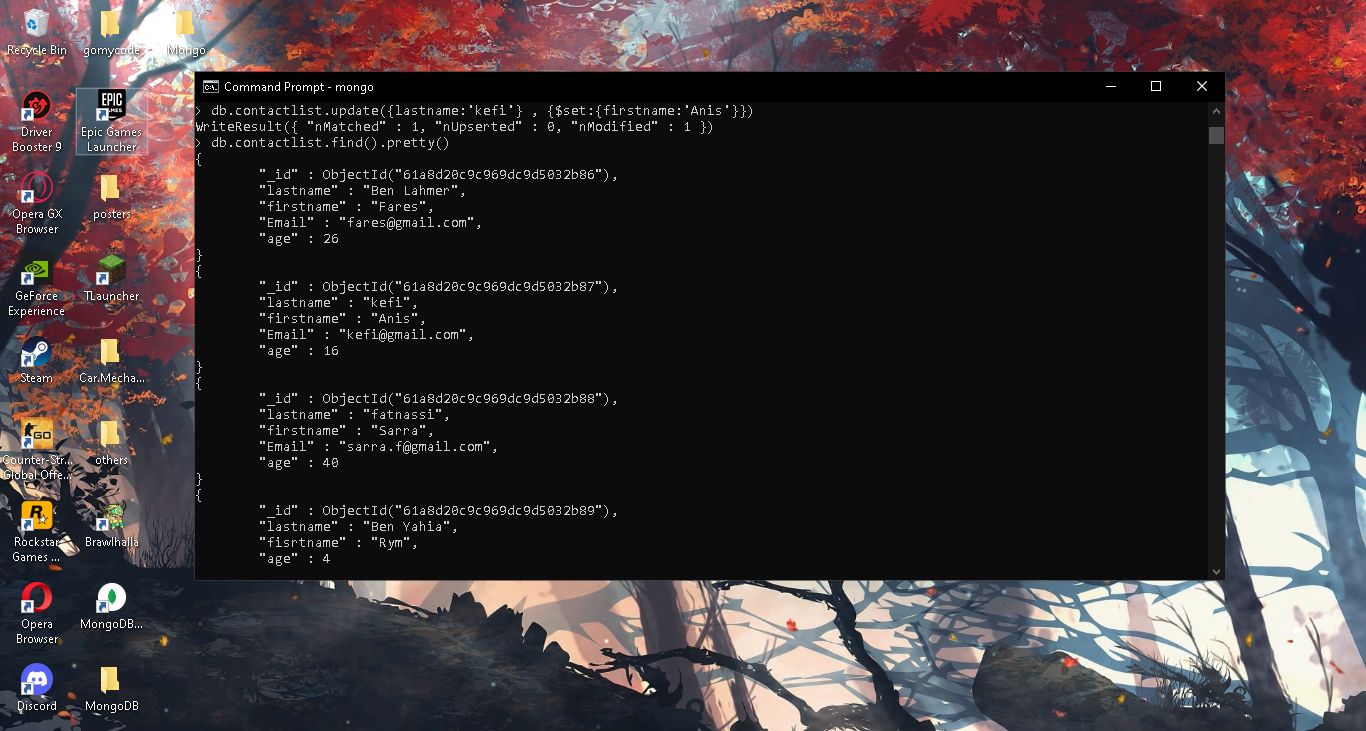 Recycle Bin
gomycode
Mongo
Driver
Booster 9
EPIC
GAMES
Epic Games
Launcher
Opera GX
Browser
posters
GeForce
Experience
TLauncher
Steam
Car.Mecha...
GO
Counter-Str...
Global Offe...
others
R
Rockstar
Games ...
Brawlhalla
Opera
Browser
MongoDB...
Discord
MongoDB
C:\.
Command Prompt - mongo
> db.contactlist.update({lastname:'kefi'} , {$set:{firstname:'Anis'}})
WriteResult({ "nMatched" : 1, "nUpserted" : 0, "nModified" : 1 })
> db.contactlist.find().pretty()
{
"_id" : ObjectId("61a8d20c9c969dc9d5032b86"),
"lastname" : "Ben Lahmer",
"firstname" : "Fares",
"Email" : "fares@gmail.com",
"age" : 26
}
{
"_id" : ObjectId("61a8d20c9c969dc9d5032b87"),
"lastname" : "kefi",
"firstname" : "Anis",
"Email" : "kefi@gmail.com",
"age" : 16
}
{
"_id" : ObjectId("61a8d20c9c969dc9d5032b88"),
"lastname" : "fatnassi",
"firstname" : "Sarra",
"Email" : "sarra.f@gmail.com",
"age" : 40
}
{
"_id" : ObjectId("61a8d20c9c969dc9d5032b89"),
"lastname" : "Ben Yahia",
"fisrtname" : "Rym",
"age" : 4